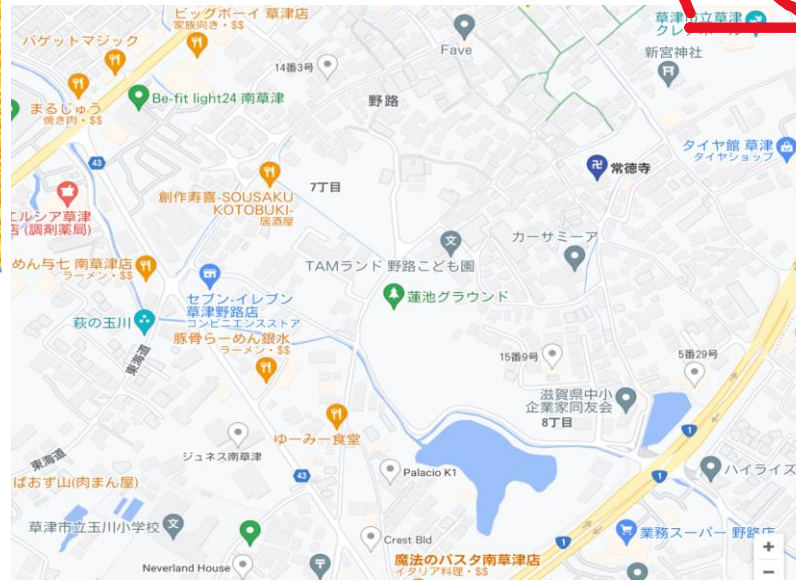 ビッグボーイ 草津店
家族向き・$$
バゲットマジック
Fave
草津市立草津
新宮神社
14番3号
まるじゅう
焼き肉・$$
Be-fit light24 南草津
野路
タイヤ館 草津
タイヤショップ
43
常徳寺
創作寿喜-SOUSAKU
KOTOBUKI-
居酒屋
7丁目
エルシア草津
店 (調剤薬局)
カーサミーア
めん与七 南草津店
ラーメン・$$
TAMランド 野路こども園
セブン-イレブン
草津野路店
コンビニエンスストア
蓮池グラウンド
萩の玉川
東海道
豚骨らーめん銀水
ラーメン・$$
15番9号
5番29号
滋賀県中小
企業家同友会
8丁目
ゆーみー食堂
1
ジュネス南草津
東海道
43
Palacio K1
1
ハイライズ
ばおず山(肉まん屋)
草津市立玉川小学校
Crest Bld
1
業務スーパー 野路店
Neverland House
魔法のパスタ南草津店
イタリア料理・$$
+
−